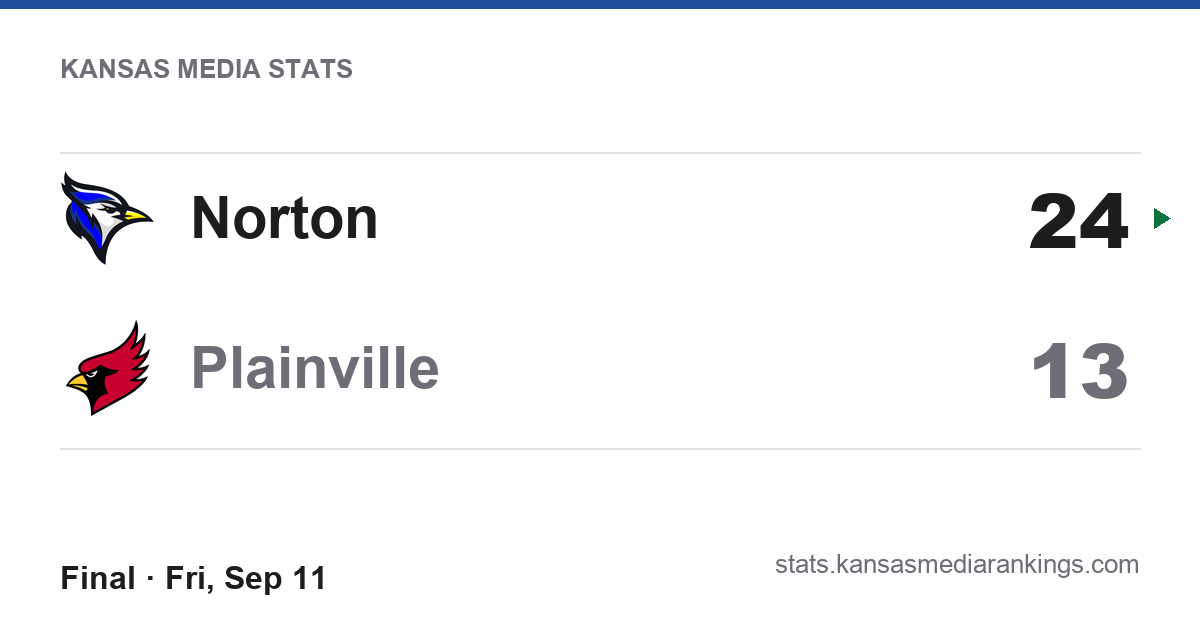 KANSAS MEDIA STATS
Norton 24
Plainville 13
Final · Fri, Sep 11
stats.kansasmediarankings.com